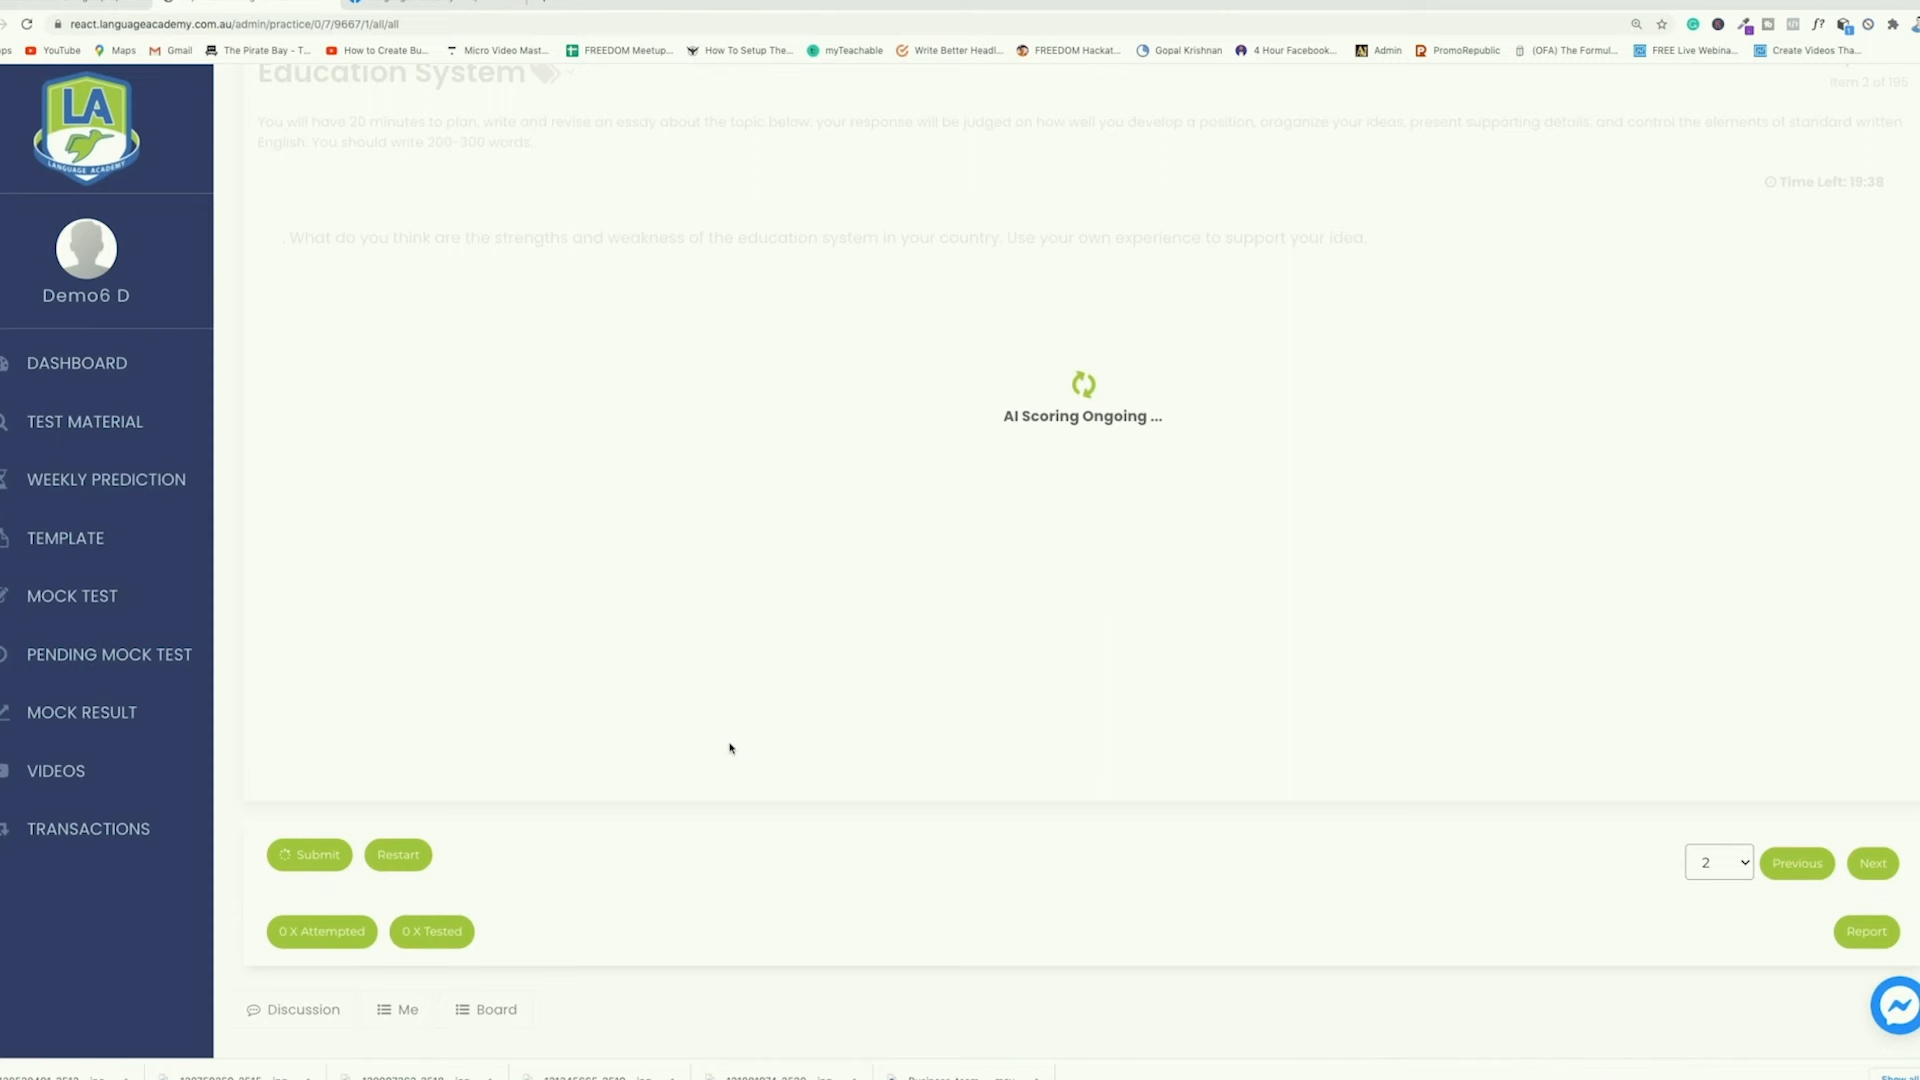 react.languageacademy.com.au/admin/practice/0/7/9667/1/all/all
YouTube Maps Gmail The Pirate Bay - T... How to Create Bu... Micro Video Mast... FREEDOM Meetup... How To Setup The... myTeachable Write Better Headl... FREEDOM Hackat... Gopal Krishnan 4 Hour Facebook... Admin PromoRepublic (OFA) The Formul... FREE Live Webina... Create Videos Tha...
LA
LANGUAGE ACADEMY
Demo6 D
DASHBOARD
TEST MATERIAL
WEEKLY PREDICTION
TEMPLATE
MOCK TEST
PENDING MOCK TEST
MOCK RESULT
VIDEOS
TRANSACTIONS
Education System
Item 2 of 195
You will have 20 minutes to plan, write and revise an essay about the topic below. your response will be judged on how well you develop a position, oraganize your ideas, present supporting details, and control the elements of standard written
English. You should write 200-300 words.
Time Left: 19:38
. What do you think are the strengths and weakness of the education system in your country. Use your own experience to support your idea.
AI Scoring Ongoing ...
Submit Restart
2 Previous Next
0 X Attempted 0 X Tested
Report
Discussion Me Board